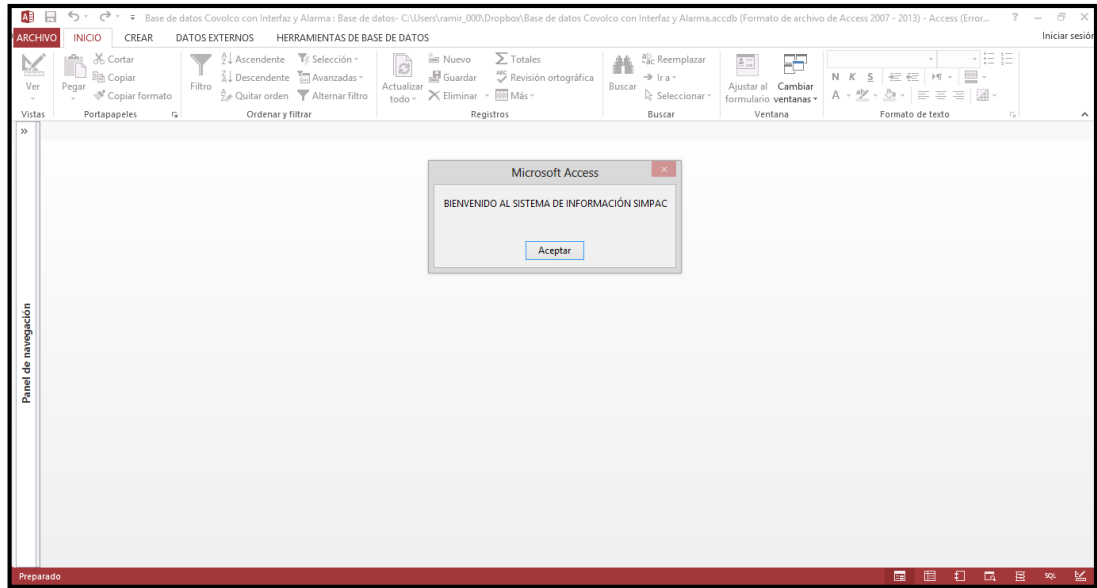 Base de datos Covolco con Interfaz y Alarma : Base de datos- C:\Users\ramir_000\Dropbox\Base de datos Covolco con Interfaz y Alarma.accdb (Formato de archivo de Access 2007 - 2013) - Access (Error... ?
ARCHIVO INICIO CREAR DATOS EXTERNOS HERRAMIENTAS DE BASE DE DATOS Iniciar sesión
Cortar Ascendente Selección Nuevo Totales Reemplazar
Copiar Descendente Avanzadas Guardar Revisión ortográfica Ir a N K S
Ver Pegar Copiar formato Filtro Quitar orden Alternar filtro Actualizar todo Eliminar Más Buscar Seleccionar Ajustar al formulario Cambiar ventanas A
Vistas Portapapeles Ordenar y filtrar Registros Buscar Ventana Formato de texto
Microsoft Access
BIENVENIDO AL SISTEMA DE INFORMACIÓN SIMPAC
Aceptar
Panel de navegación
Preparado SQL